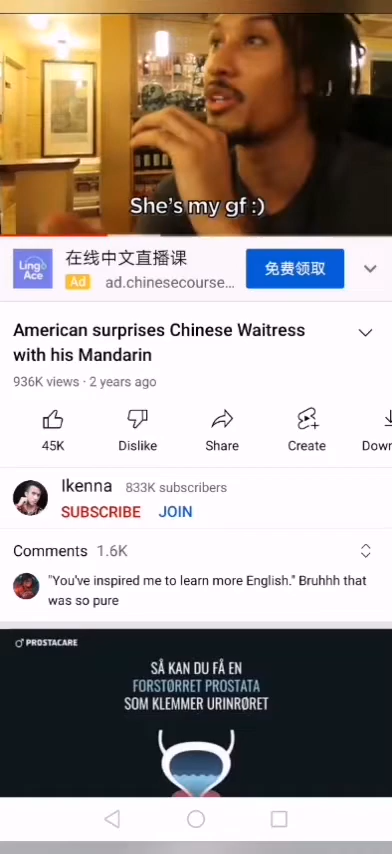 She's my gf :)
Lingo
Ace
在线中文直播课
Ad ad.chinesecourse...
免费领取
American surprises Chinese Waitress
with his Mandarin
936K views · 2 years ago
45K
Dislike
Share
Create
Down
Ikenna 833K subscribers
SUBSCRIBE JOIN
Comments 1.6K
"You've inspired me to learn more English." Bruhhh that
was so pure
PROSTACARE
SÅ KAN DU FÅ EN
FORSTØRRET PROSTATA
SOM KLEMMER URINRØRET